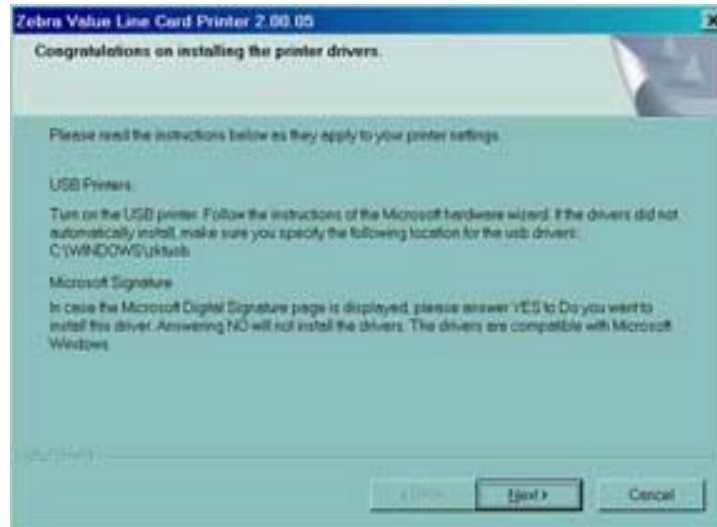 Zebra Value Line Card Printer 2.00.05
Congratulations on installing the printer drivers.
Please read the instructions below as they apply to your printer settings.
USB Printers:
Turn on the USB printer. Follow the instructions of the Microsoft hardware wizard. If the drivers did not
automatically install, make sure you specify the following location for the usb drivers:
C:\WINDOWS\
Microsoft Signature
In case the Microsoft Digital Signature page is displayed, please answer YES to Do you want to
install this driver. Answering NO will not install the drivers. The drivers are compatible with Microsoft
Windows
Next >
Cancel